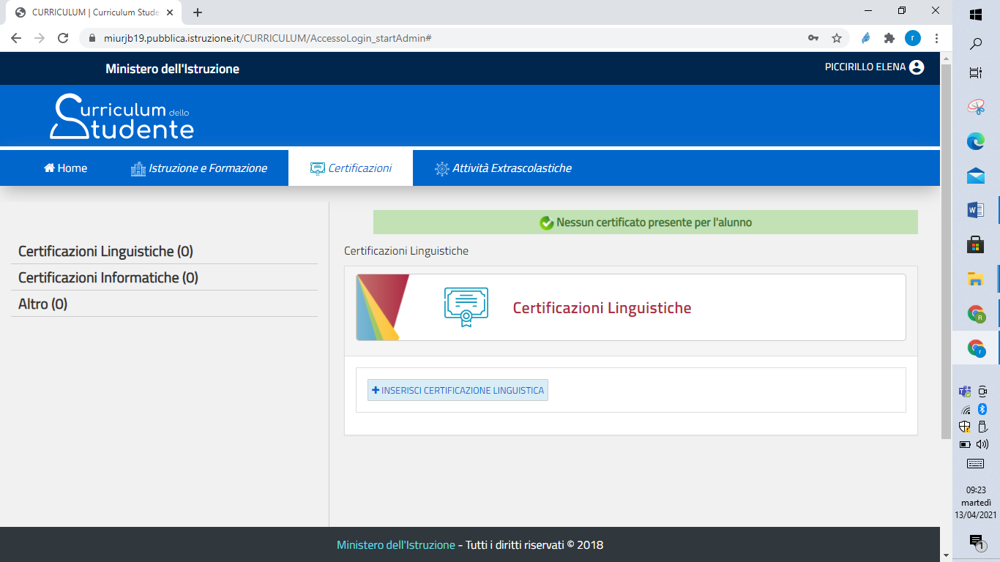 CURRICULUM | Curriculum Stude
miurjb19.pubblica.istruzione.it/CURRICULUM/AccessoLogin_startAdmin#
r
Ministero dell'Istruzione
PICCIRILLO ELENA
Curriculum dello
Studente
Home
Istruzione e Formazione
Certificazioni
Attività Extrascolastiche
Nessun certificato presente per l'alunno
Certificazioni Linguistiche (0)
Certificazioni Informatiche (0)
Altro (0)
Certificazioni Linguistiche
Certificazioni Linguistiche
INSERISCI CERTIFICAZIONE LINGUISTICA
Ministero dell'Istruzione - Tutti i diritti riservati © 2018
W
R
r
09:23
martedì
13/04/2021
1